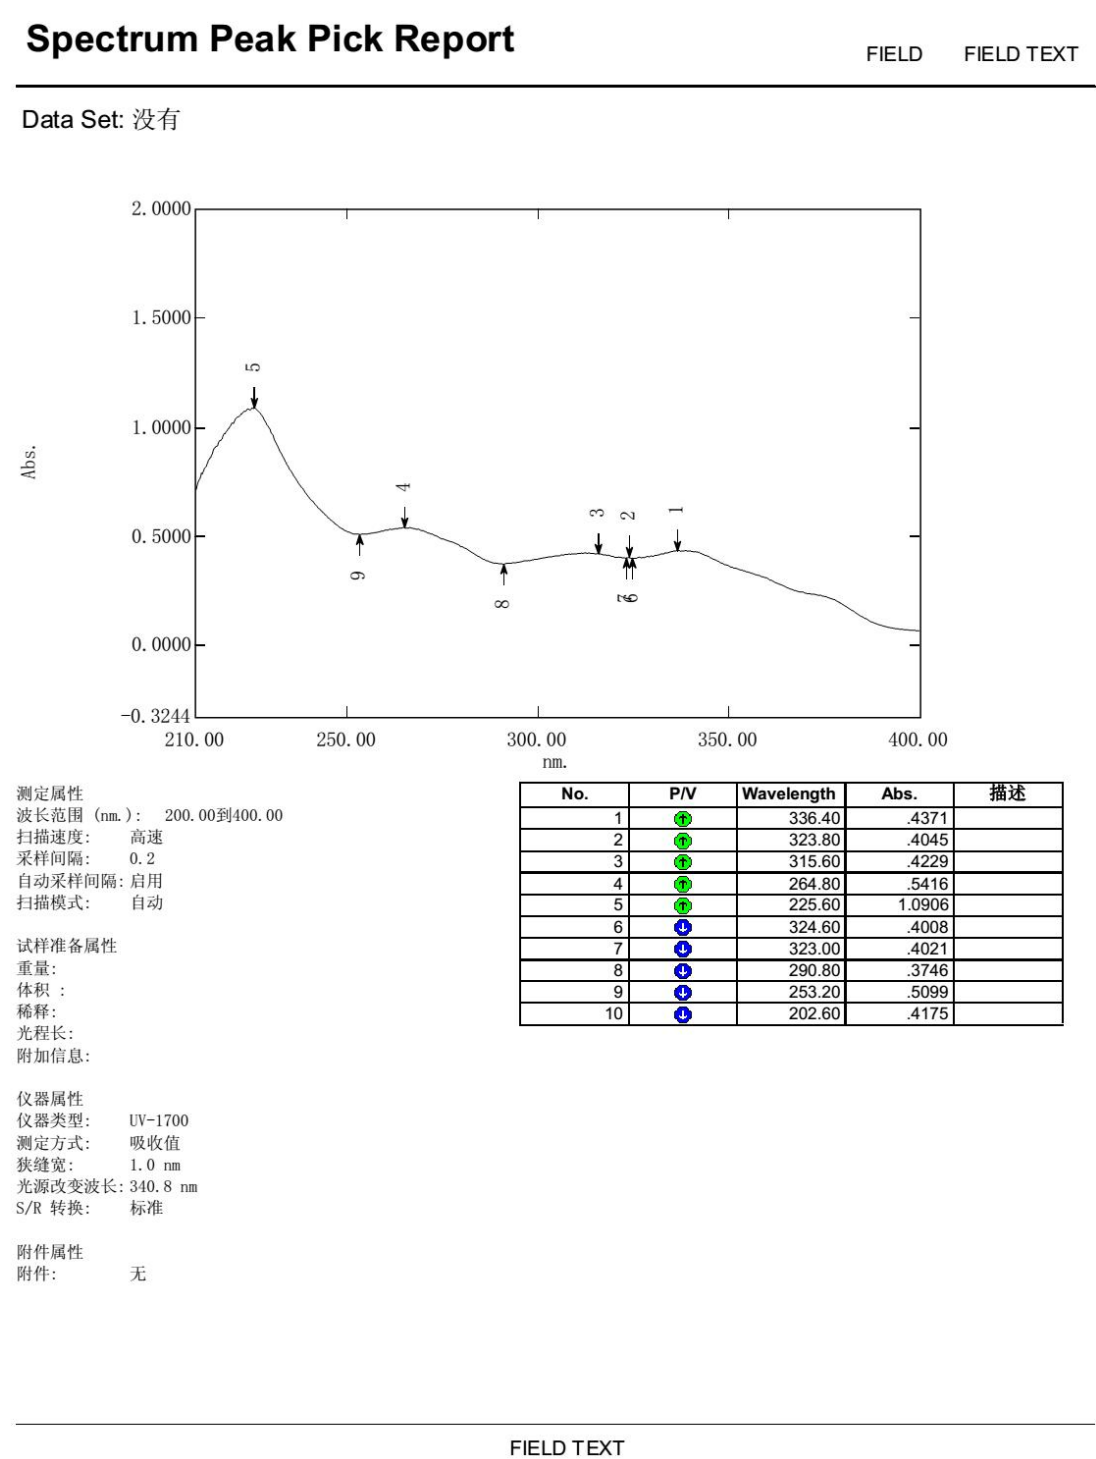 Spectrum Peak Pick Report
FIELD FIELD TEXT
Data Set: 没有
2.0000
1.5000
1.0000
0.5000
0.0000
-0.3244
Abs.
5
4
3
2
1
9
8
7
6
210.00 250.00 300.00 350.00 400.00
nm.
测定属性
波长范围 (nm.): 200.00到400.00
扫描速度: 高速
采样间隔: 0.2
自动采样间隔: 启用
扫描模式: 自动
试样准备属性
重量:
体积 :
稀释:
光程长:
附加信息:
仪器属性
仪器类型: UV-1700
测定方式: 吸收值
狭缝宽: 1.0 nm
光源改变波长: 340.8 nm
S/R 转换: 标准
附件属性
附件: 无
No. P/V Wavelength Abs. 描述
1 336.40 .4371
2 323.80 .4045
3 315.60 .4229
4 264.80 .5416
5 225.60 1.0906
6 324.60 .4008
7 323.00 .4021
8 290.80 .3746
9 253.20 .5099
10 202.60 .4175
FIELD TEXT